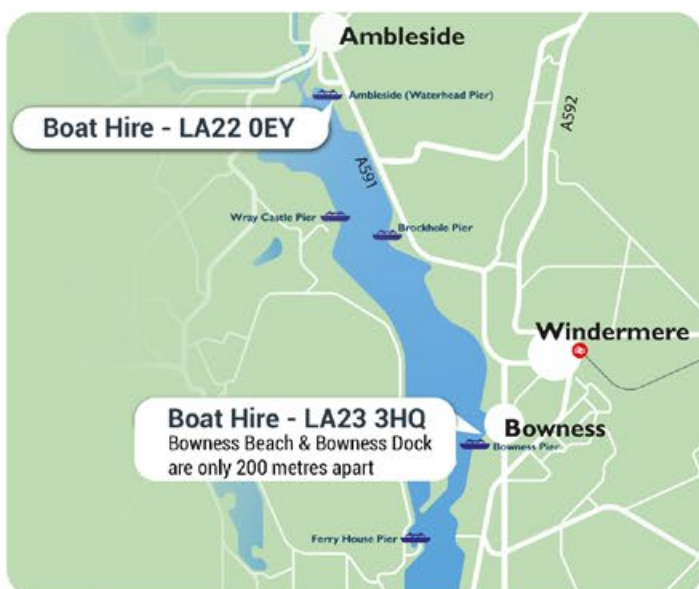 Ambleside
Ambleside (Waterhead Pier)
Boat Hire - LA22 0EY
A592
A591
Wray Castle Pier
Brockhole Pier
Windermere
Boat Hire - LA23 3HQ
Bowness Beach & Bowness Dock
are only 200 metres apart
Bowness
Bowness Pier
Ferry House Pier